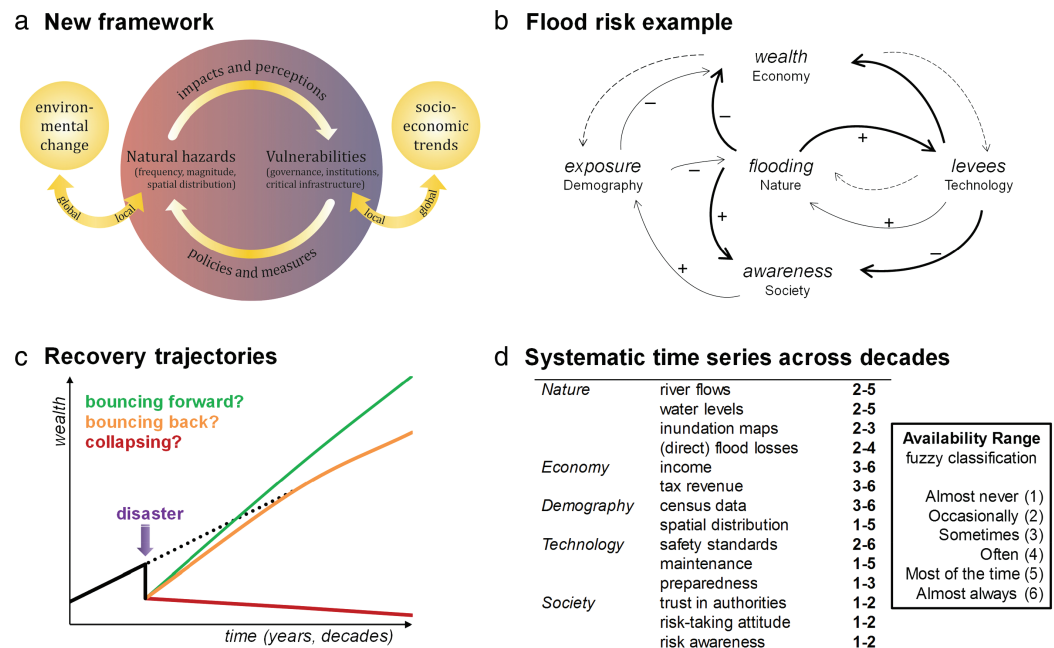 a New framework
impacts and perceptions
environ-
mental
change
socio-
economic
trends
Natural hazards
(frequency, magnitude,
spatial distribution)
Vulnerabilities
(governance, institutions,
critical infrastructure)
global
local
local
global
policies and measures
b Flood risk example
wealth
Economy
−
−
+
exposure
Demography
−
flooding
Nature
levees
Technology
+
+
−
+
awareness
Society
c Recovery trajectories
wealth
bouncing forward?
bouncing back?
collapsing?
disaster
time (years, decades)
d Systematic time series across decades
Nature river flows 2-5
water levels 2-5
inundation maps 2-3
(direct) flood losses 2-4
Economy income 3-6
tax revenue 3-6
Demography census data 3-6
spatial distribution 1-5
Technology safety standards 2-6
maintenance 1-5
preparedness 1-3
Society trust in authorities 1-2
risk-taking attitude 1-2
risk awareness 1-2
Availability Range
fuzzy classification
Almost never (1)
Occasionally (2)
Sometimes (3)
Often (4)
Most of the time (5)
Almost always (6)